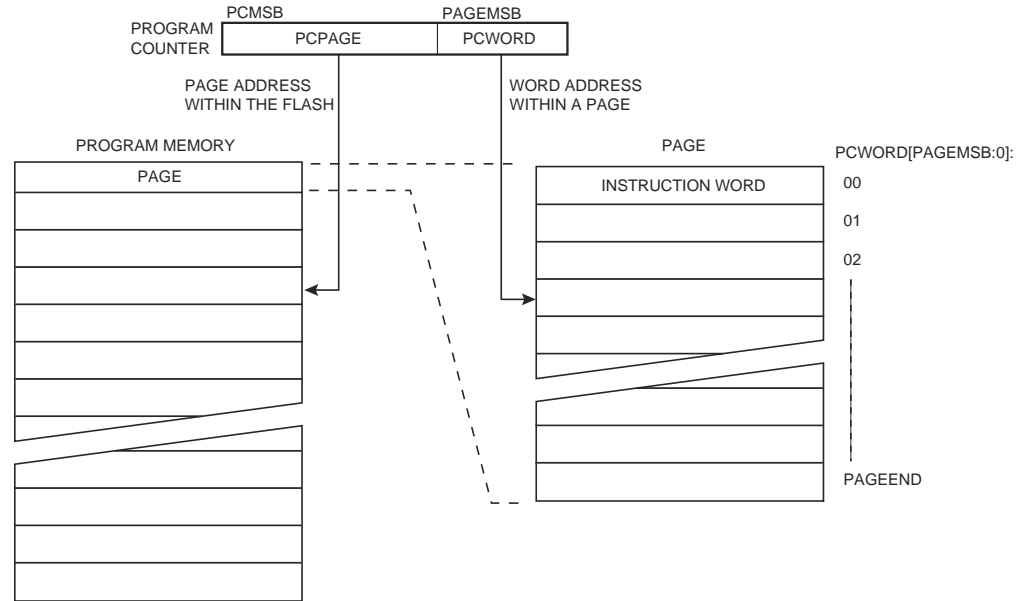 PCMSB PAGEMSB
PROGRAM
COUNTER
PCPAGE PCWORD
PAGE ADDRESS
WITHIN THE FLASH
WORD ADDRESS
WITHIN A PAGE
PROGRAM MEMORY
PAGE
PAGE
INSTRUCTION WORD
PCWORD[PAGEMSB:0]:
00
01
02
PAGEEND